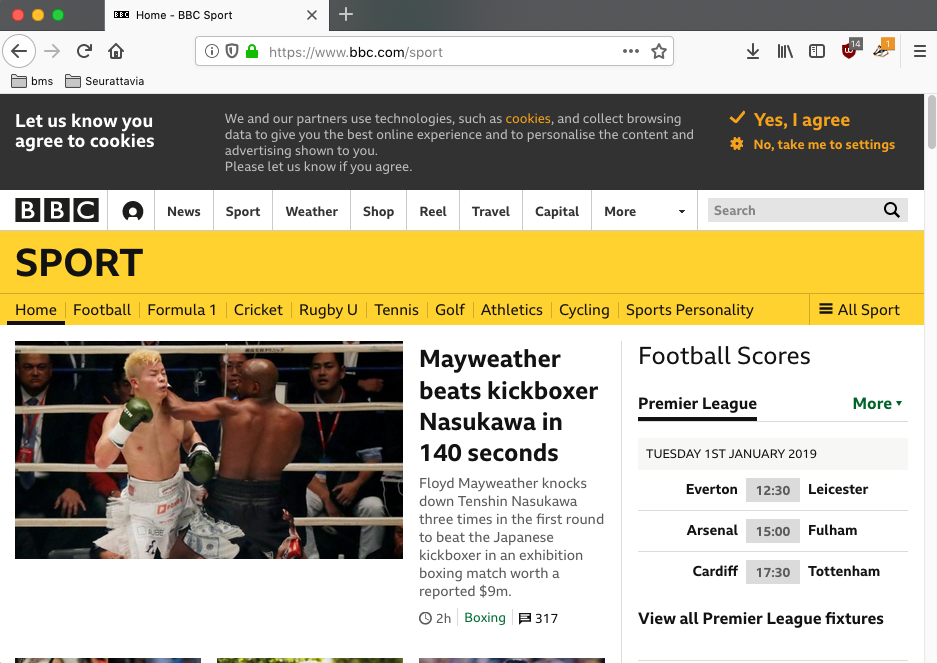 BBC Home - BBC Sport
https://www.bbc.com/sport
14
1
bms
Seurattavia
Let us know you
agree to cookies
We and our partners use technologies, such as cookies, and collect browsing
data to give you the best online experience and to personalise the content and
advertising shown to you.
Please let us know if you agree.
Yes, I agree
No, take me to settings
BBC
News
Sport
Weather
Shop
Reel
Travel
Capital
More
Search
SPORT
Home
Football
Formula 1
Cricket
Rugby U
Tennis
Golf
Athletics
Cycling
Sports Personality
All Sport
Mayweather
beats kickboxer
Nasukawa in
140 seconds
Floyd Mayweather knocks
down Tenshin Nasukawa
three times in the first round
to beat the Japanese
kickboxer in an exhibition
boxing match worth a
reported $9m.
2h Boxing 317
Football Scores
Premier League
More
TUESDAY 1ST JANUARY 2019
Everton 12:30 Leicester
Arsenal 15:00 Fulham
Cardiff 17:30 Tottenham
View all Premier League fixtures